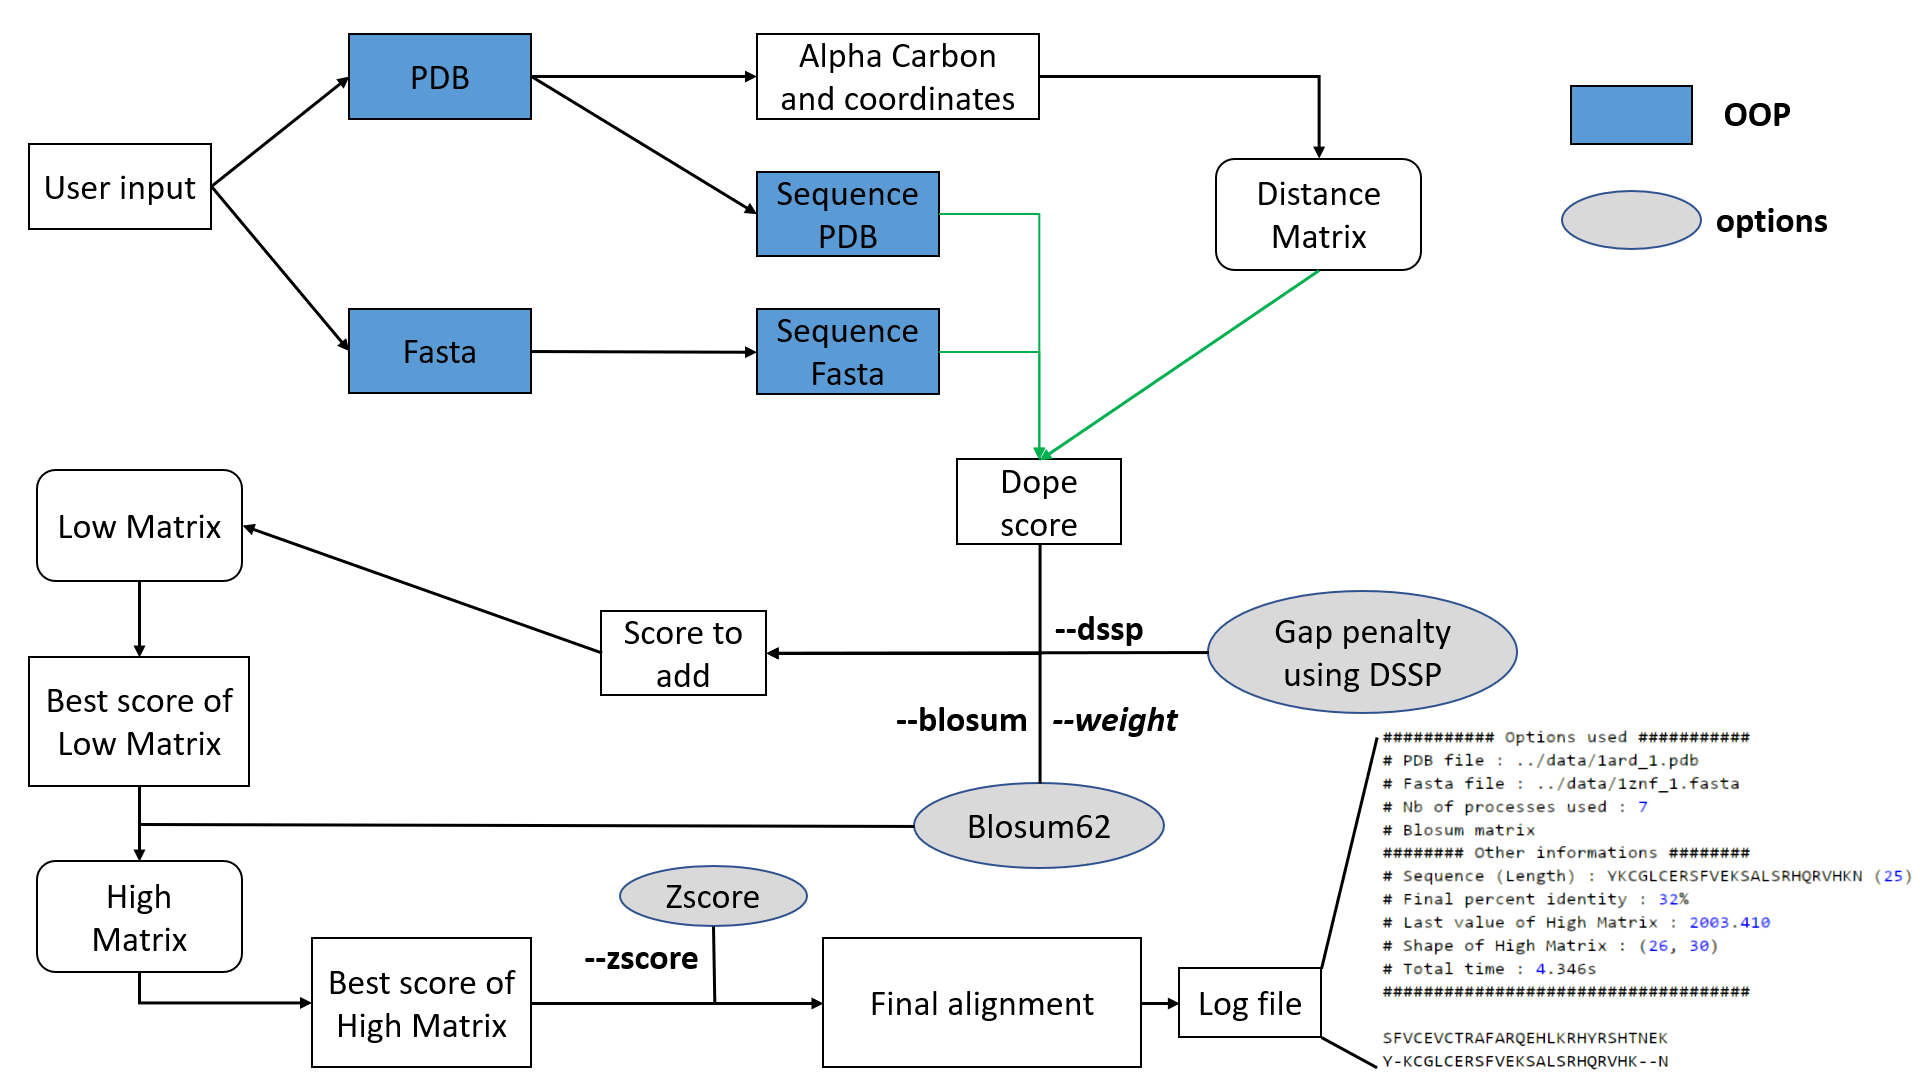 PDB
Alpha Carbon
and coordinates
OOP
User input
Sequence
PDB
Distance
Matrix
options
Fasta
Sequence
Fasta
Dope
score
Low Matrix
Score to
add
--dssp
Gap penalty
using DSSP
Best score of
Low Matrix
--blosum
--weight
Blosum62
High
Matrix
Zscore
--zscore
Best score of
High Matrix
Final alignment
Log file
########### Options used ###########
# PDB file : ../data/1ard_1.pdb
# Fasta file : ../data/1znf_1.fasta
# Nb of processes used : 7
# Blosum matrix
######## Other informations ########
# Sequence (Length) : YKCGLCERSFVEKSALSRHQRVHKN (25)
# Final percent identity : 32%
# Last value of High Matrix : 2003.410
# Shape of High Matrix : (26, 30)
# Total time : 4.346s
####################################
SFVCEVCTRAFARQEHLKRHYRSHTNEK
Y-KCGLCERSFVEKSALSRHQRVHK--N